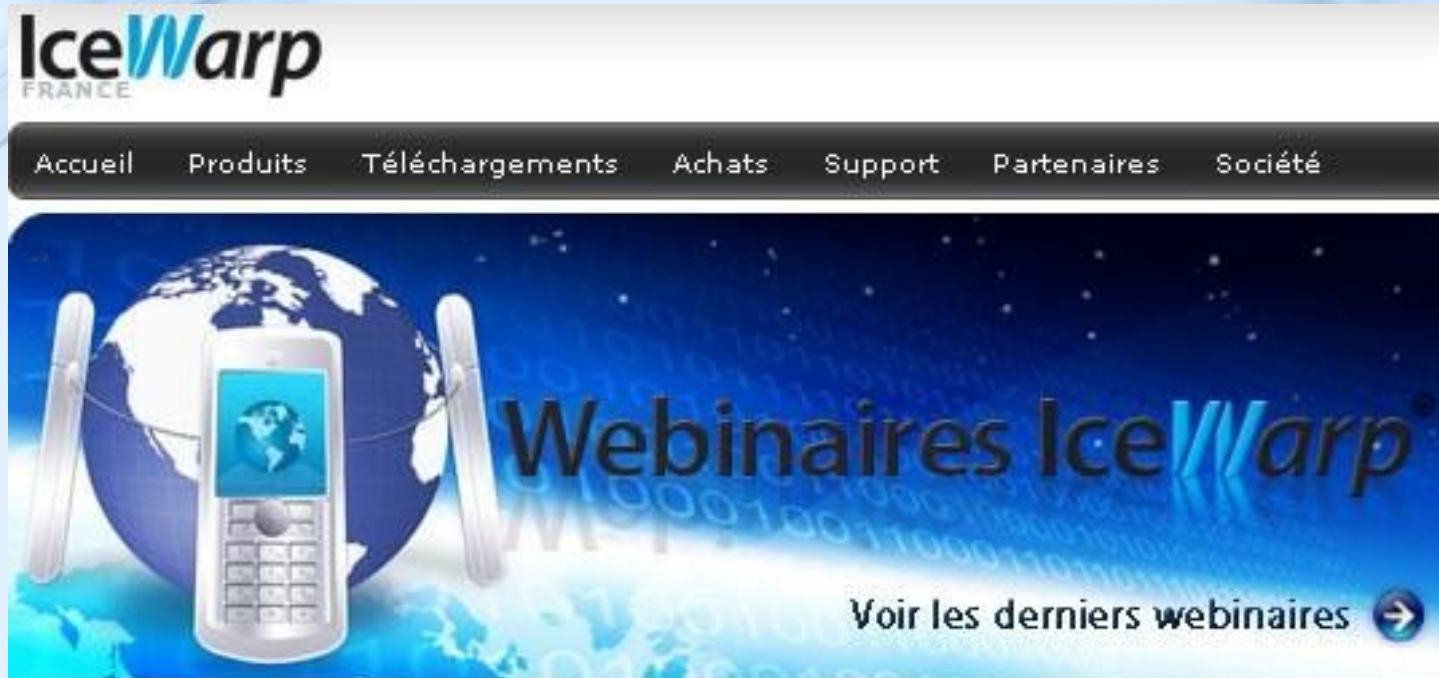 IceWarp
FRANCE
Accueil Produits Téléchargements Achats Support Partenaires Société
Webinaires IceWarp®
Voir les derniers webinaires